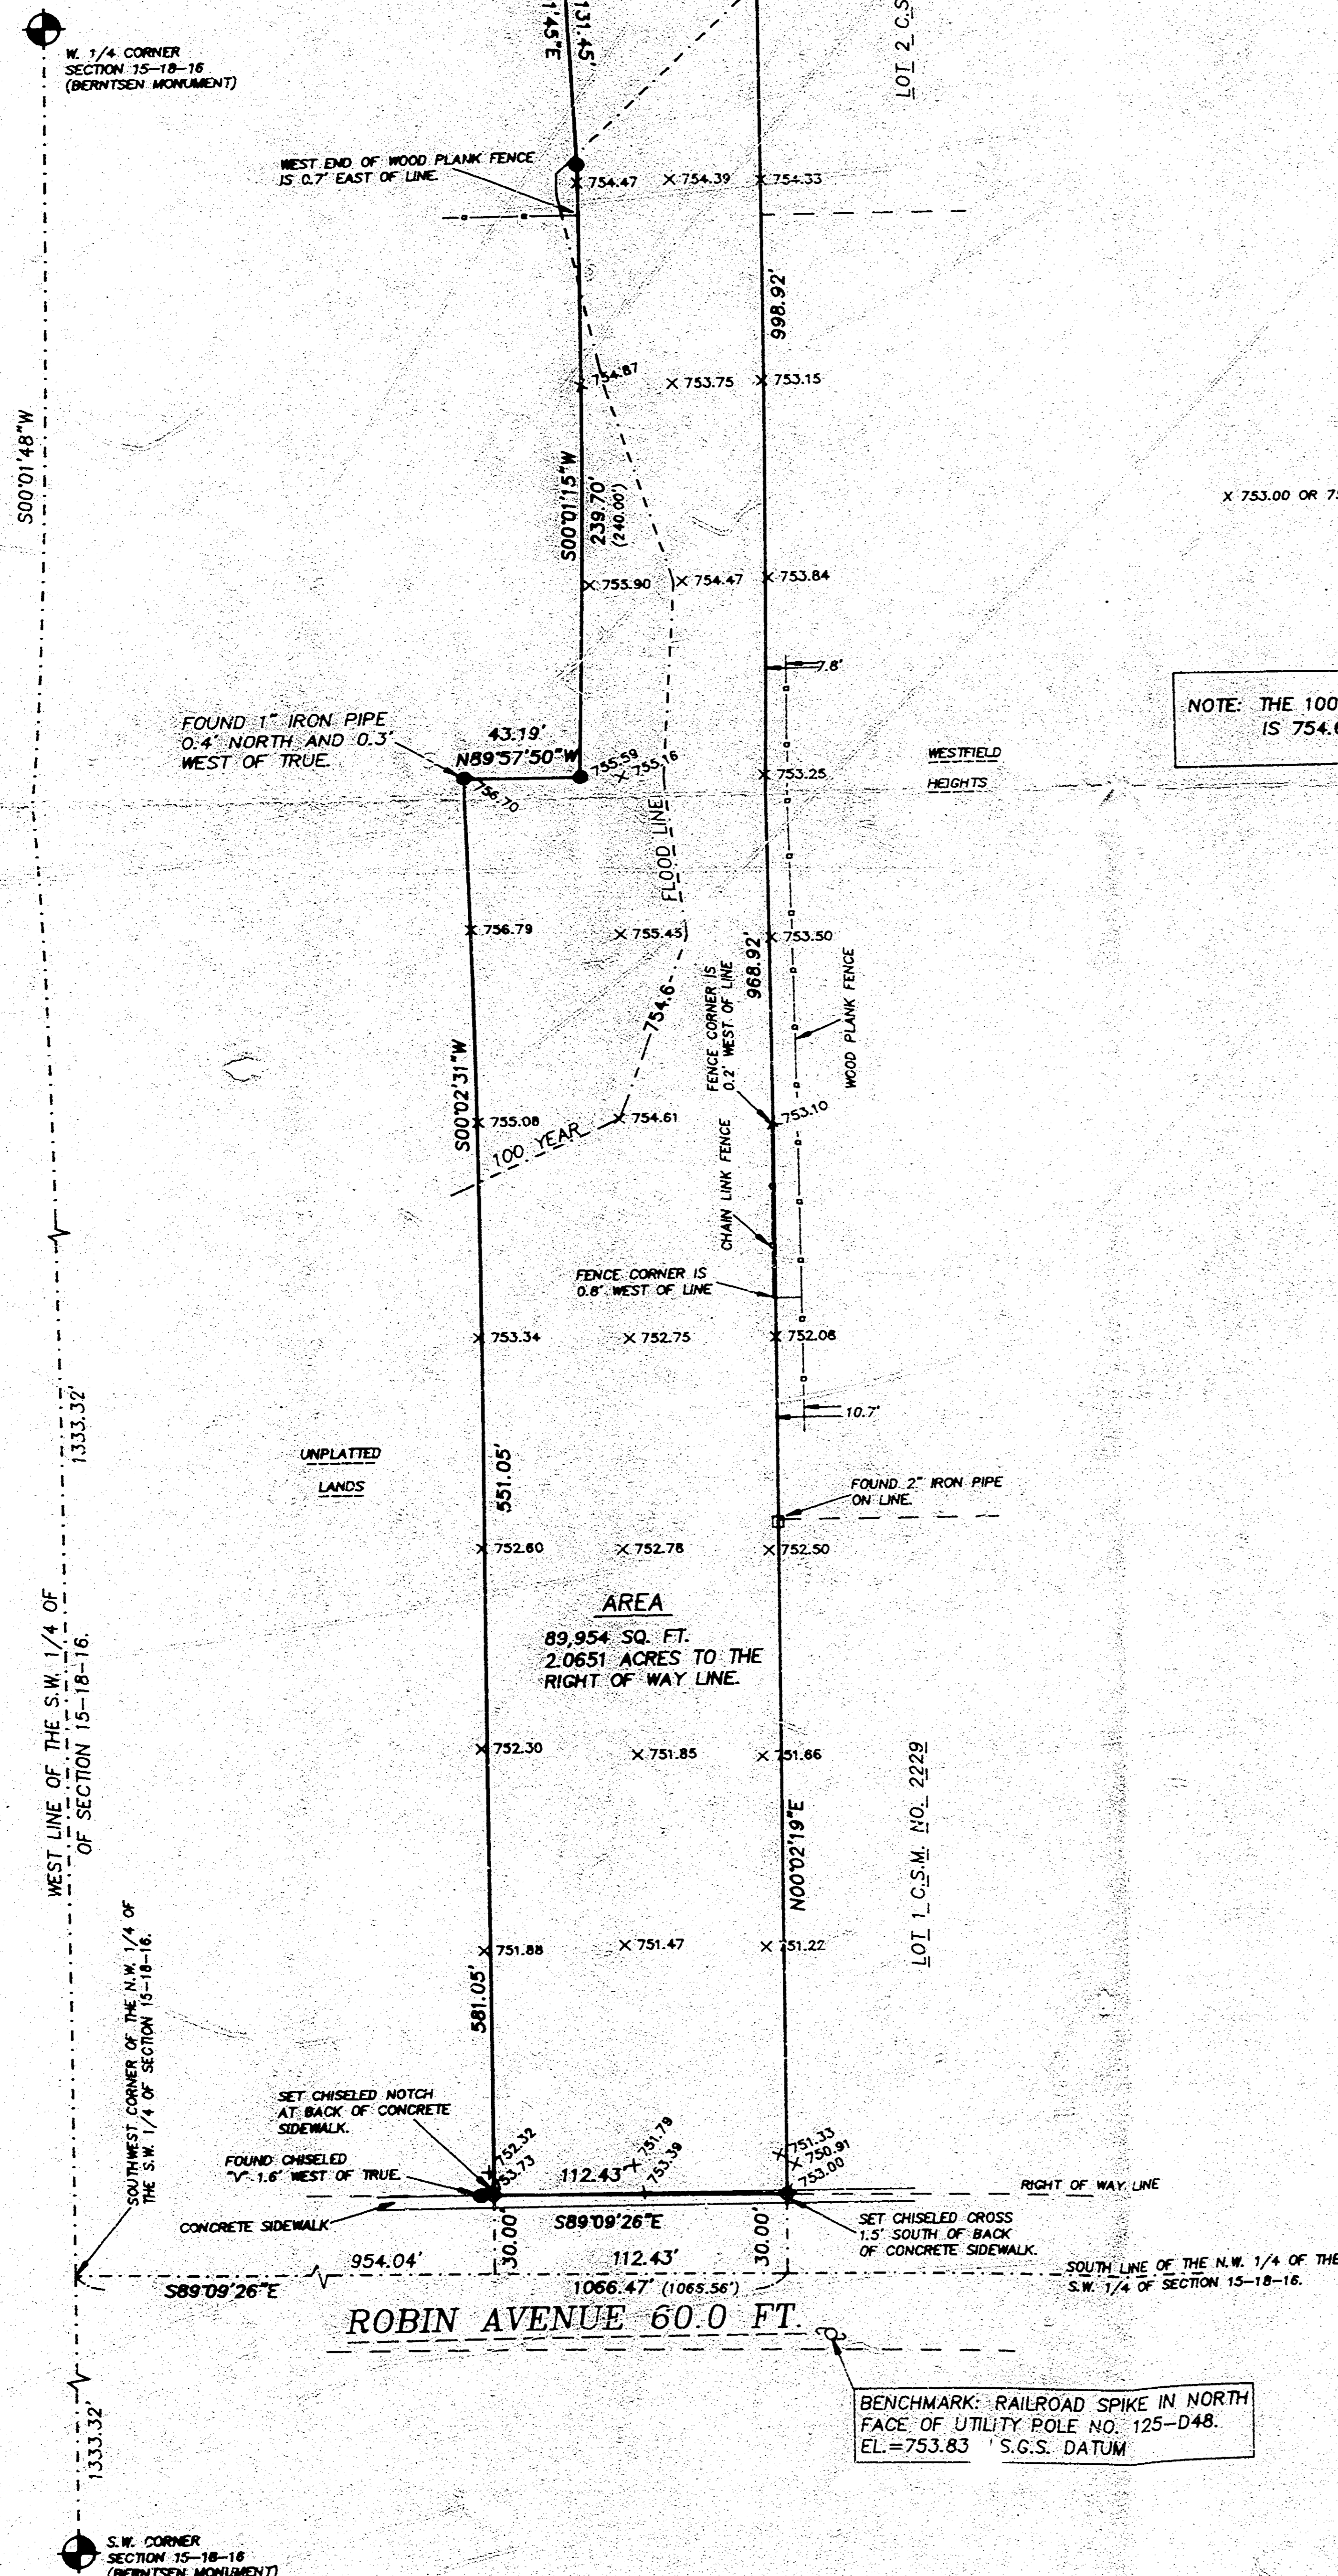 W. 1/4 CORNER
SECTION 15-18-16
(BERNTSEN MONUMENT)
1'45"E
131.45'
LOT 2 C.S
WEST END OF WOOD PLANK FENCE
IS 0.7' EAST OF LINE.
754.47
754.39
754.33
998.92'
754.87
753.75
753.15
S00°01'48"W
S00°01'15"W
239.70'
(240.00')
X 753.00 OR 75
755.90
754.47
753.84
7.8'
NOTE: THE 100
IS 754.6
FOUND 1" IRON PIPE
0.4' NORTH AND 0.3'
WEST OF TRUE.
43.19'
N89°57'50"W
755.59
755.16
753.25
756.70
WESTFIELD
HEIGHTS
FLOOD LINE
756.79
755.45
753.50
968.92'
754.6
FENCE CORNER IS
0.2' WEST OF LINE
WOOD PLANK FENCE
S00°02'31"W
755.08
754.61
753.10
100 YEAR
CHAIN LINK FENCE
FENCE CORNER IS
0.8' WEST OF LINE
753.34
752.75
752.08
10.7'
1333.32'
UNPLATTED
LANDS
551.05'
FOUND 2" IRON PIPE
ON LINE.
752.60
752.78
752.50
AREA
89,954 SQ. FT.
2.0651 ACRES TO THE
RIGHT OF WAY LINE.
WEST LINE OF THE S.W. 1/4 OF
OF SECTION 15-18-16.
752.30
751.85
751.66
N00°02'19"E
LOT 1 C.S.M. NO. 2229
751.88
751.47
751.22
581.05'
SOUTHWEST CORNER OF THE N.W. 1/4 OF
THE S.W. 1/4 OF SECTION 15-18-16.
SET CHISELED NOTCH
AT BACK OF CONCRETE
SIDEWALK.
FOUND CHISELED
"V" 1.6' WEST OF TRUE.
752.32
753.73
112.43'
751.79
753.39
751.33
750.91
753.00
RIGHT OF WAY LINE
CONCRETE SIDEWALK
S89°09'26"E
SET CHISELED CROSS
1.5' SOUTH OF BACK
OF CONCRETE SIDEWALK.
30.00'
30.00'
954.04'
112.43'
S89°09'26"E
1066.47' (1065.56')
SOUTH LINE OF THE N.W. 1/4 OF THE
S.W. 1/4 OF SECTION 15-18-16.
ROBIN AVENUE 60.0 FT.
BENCHMARK: RAILROAD SPIKE IN NORTH
FACE OF UTILITY POLE NO. 125-D48.
EL.=753.83 'S.G.S. DATUM
1333.32'
S.W. CORNER
SECTION 15-18-16
(BERNTSEN MONUMENT)